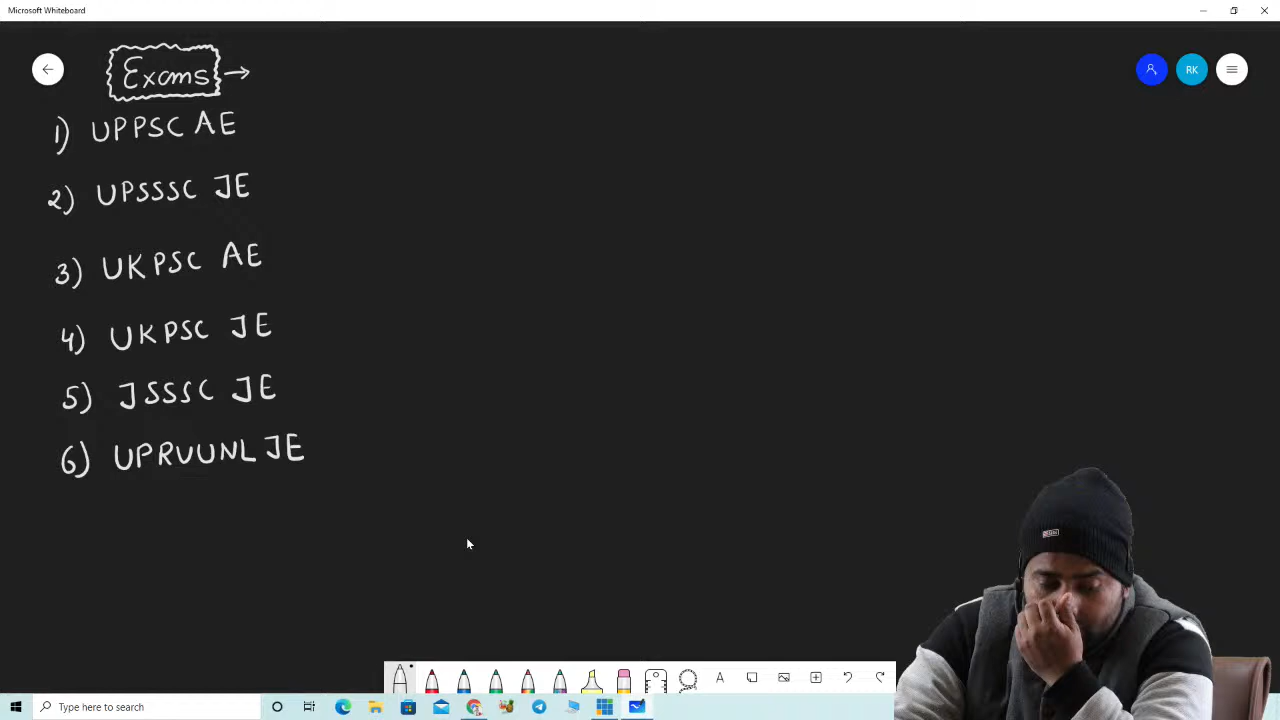 Microsoft Whiteboard
Exams →
RK
1) UPPSC AE
2) UPSSSC JE
3) UKPSC AE
4) UKPSC JE
5) JSSSC JE
6) UPRVUNL JE
A
Type here to search